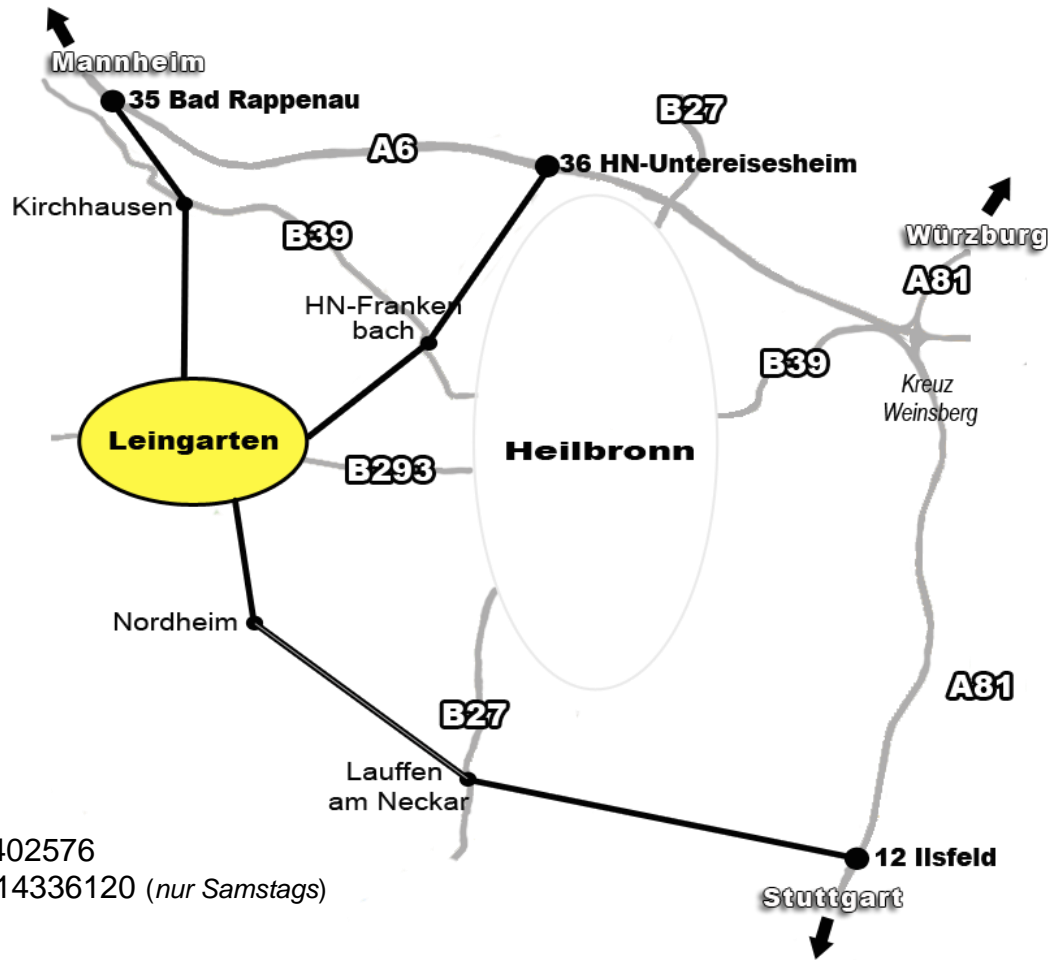 Mannheim
35 Bad Rappenau
B27
A6
36 HN-Untereisesheim
Kirchhausen
B39
Würzburg
A81
HN-Franken
bach
B39
Kreuz
Weinsberg
Leingarten
Heilbronn
B293
Nordheim
A81
B27
Lauffen
am Neckar
402576
14336120 (nur Samstags)
12 Ilsfeld
Stuttgart